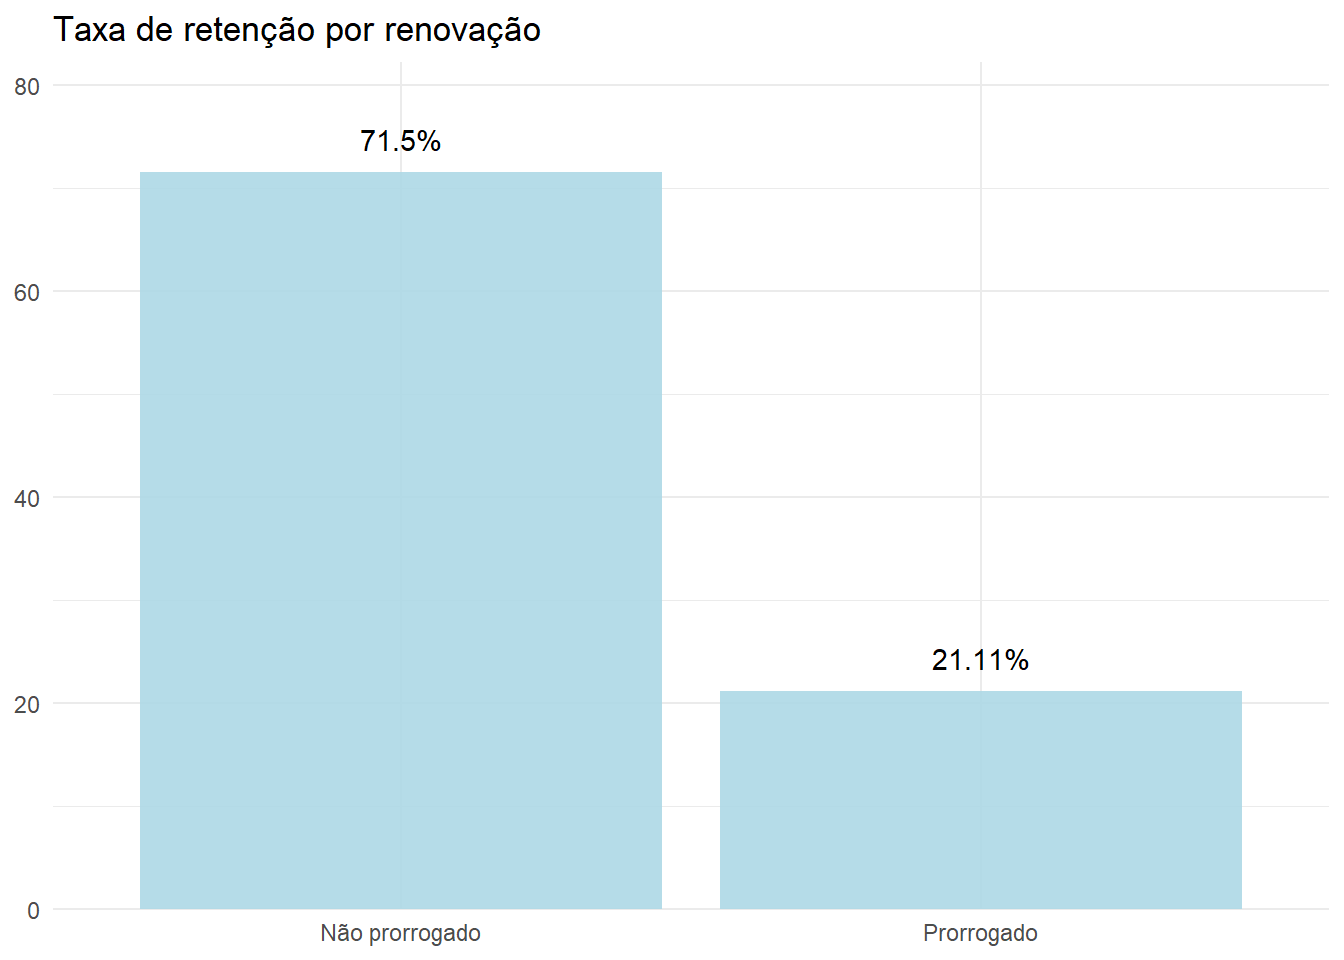 Taxa de retenção por renovação
80
71.5%
60
40
21.11%
20
0
Não prorrogado
Prorrogado